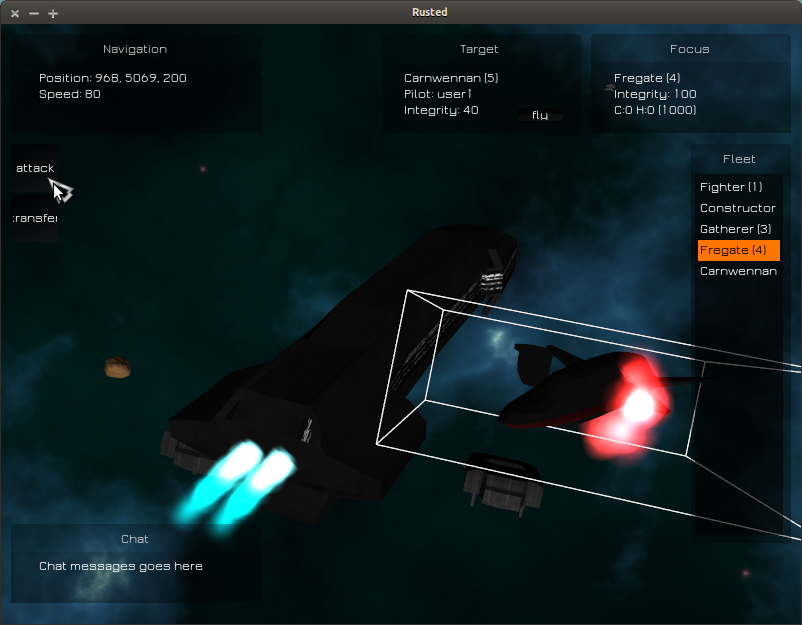 Rusted
Navigation
Position: 968, 5069, 200
Speed: 80
Target
Carnwennan (5)
Pilot: user1
Integrity: 40
fly
Focus
Fregate (4)
Integrity: 100
C:0 H:0 (1000)
attack
transfer
Fleet
Fighter (1)
Constructor
Gatherer (3)
Fregate (4)
Carnwennan
Chat
Chat messages goes here